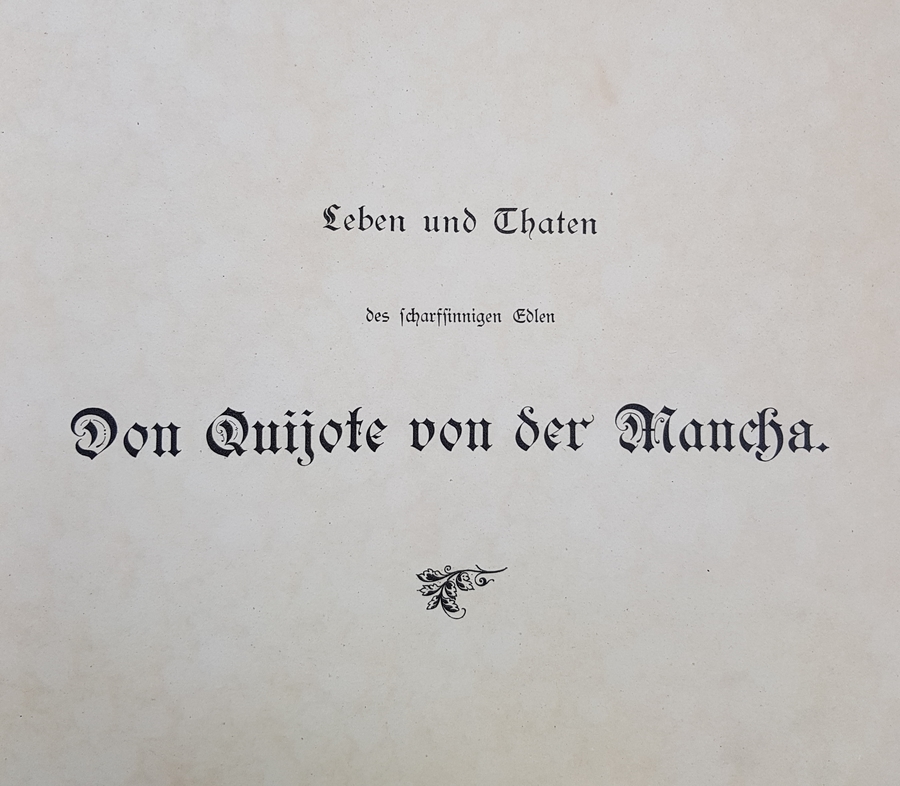 Leben und Thaten
des ſcharfſinnigen Edlen
Don Quijote von der Mancha.